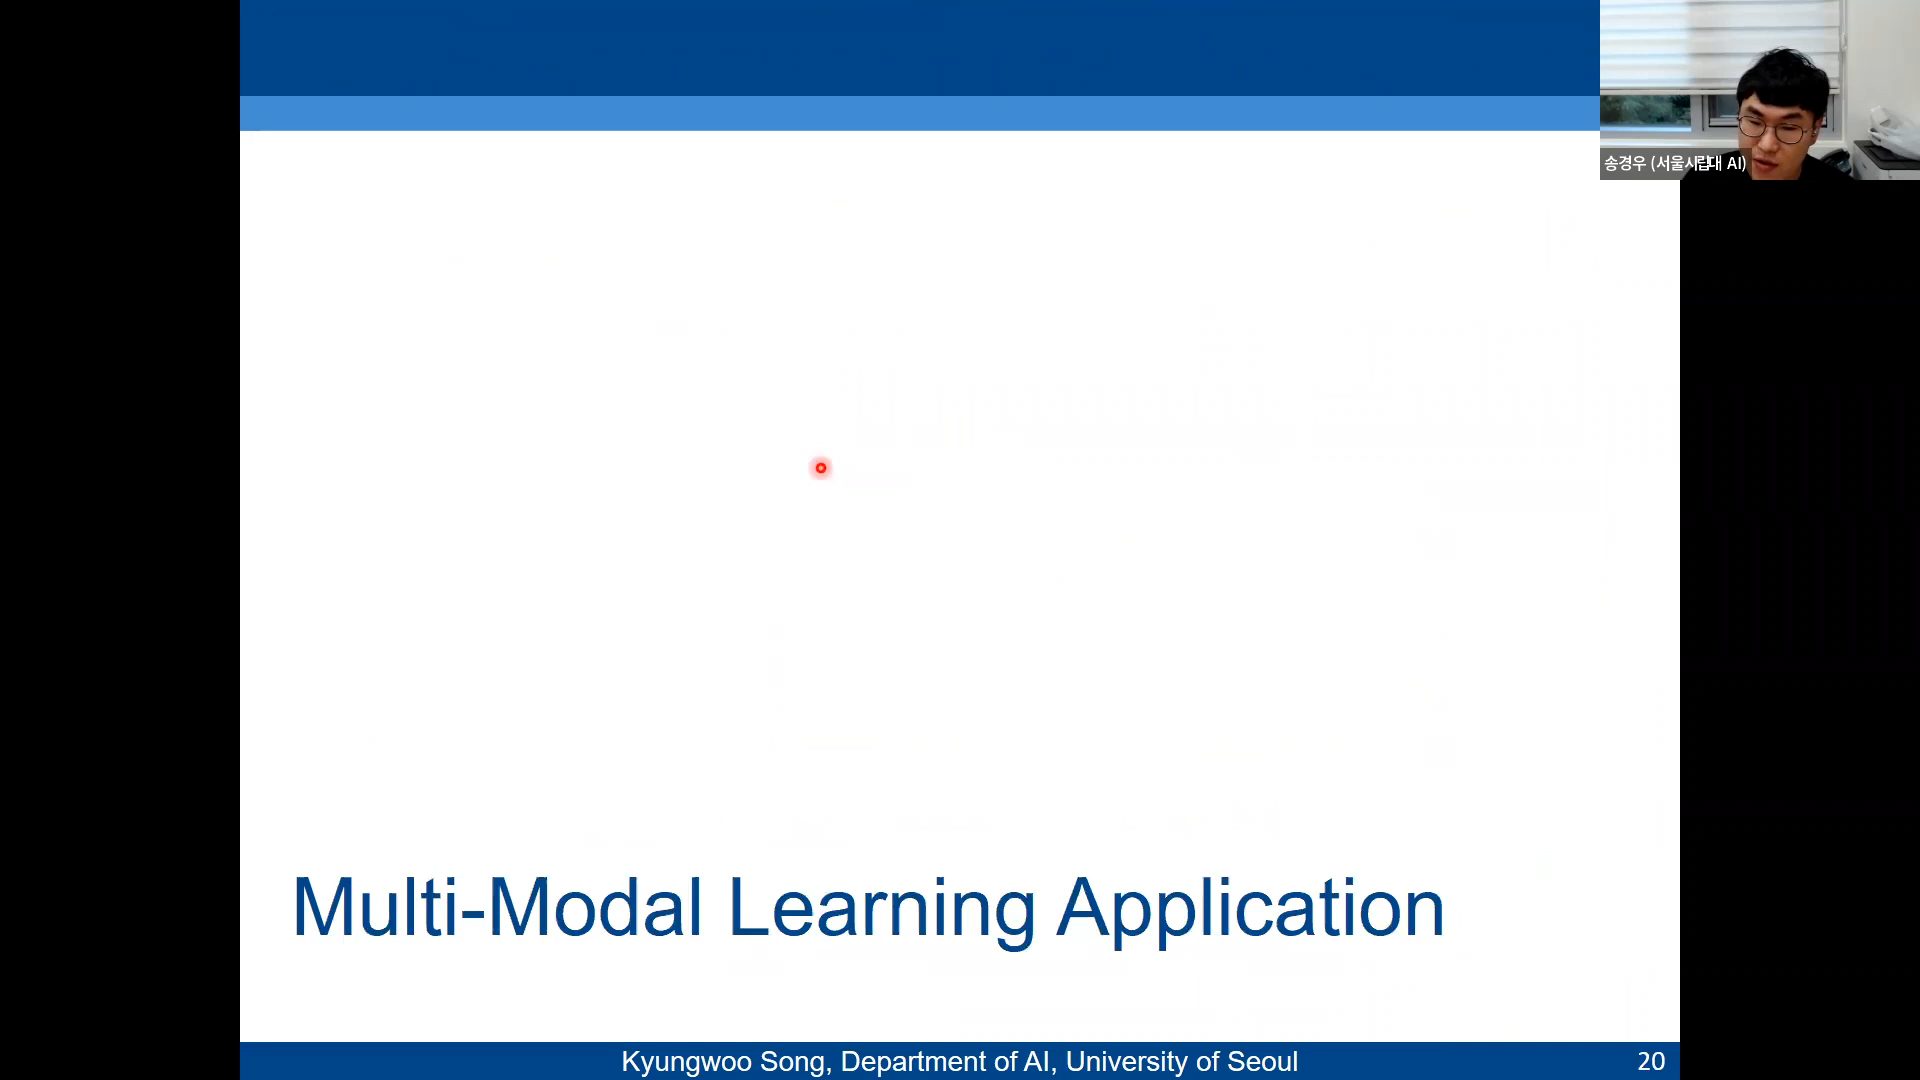 송경우 (서울시립대 AI)
Multi-Modal Learning Application
Kyungwoo Song, Department of AI, University of Seoul
20